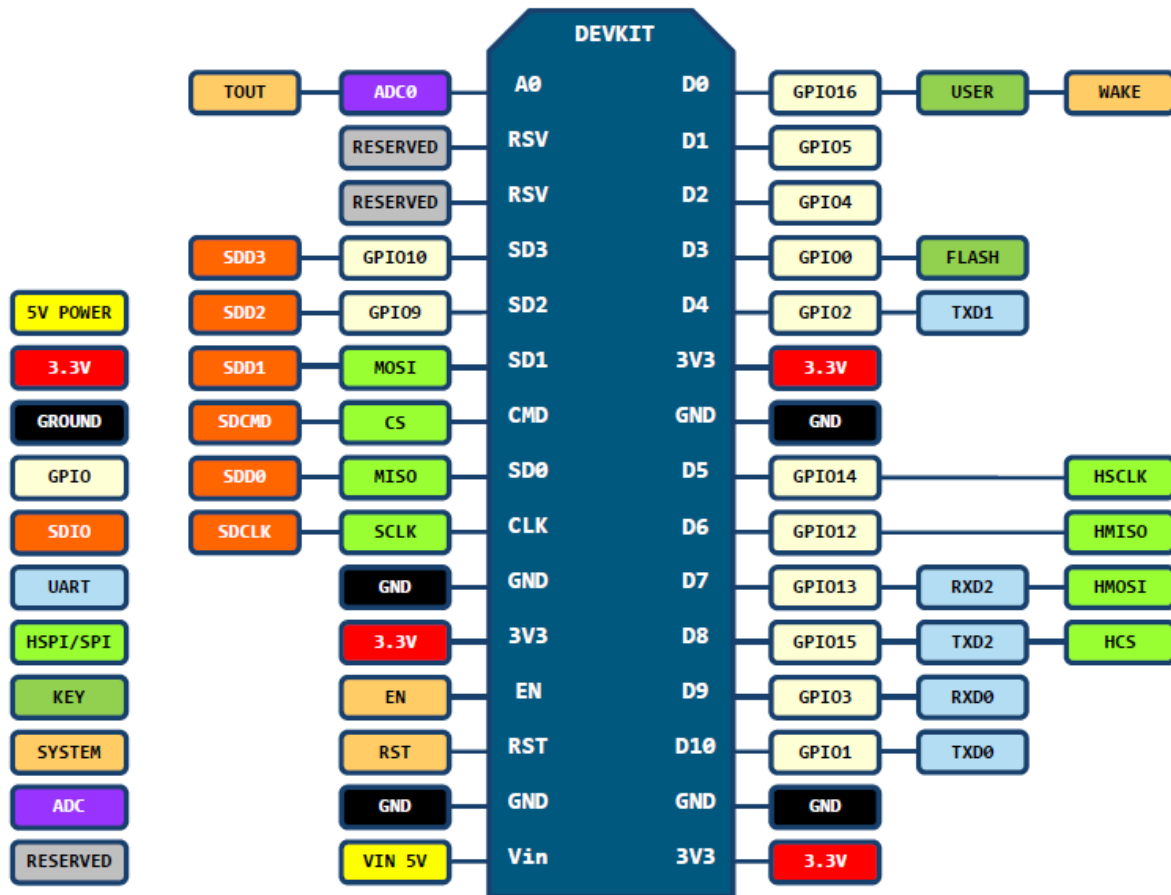 DEVKIT
TOUT ADC0 A0 D0 GPIO16 USER WAKE
RESERVED RSV D1 GPIO5
RESERVED RSV D2 GPIO4
SDD3 GPIO10 SD3 D3 GPIO0 FLASH
5V POWER SDD2 GPIO9 SD2 D4 GPIO2 TXD1
3.3V SDD1 MOSI SD1 3V3 3.3V
GROUND SDCMD CS CMD GND GND
GPIO SDD0 MISO SD0 D5 GPIO14 HSCLK
SDIO SDCLK SCLK CLK D6 GPIO12 HMISO
UART GND GND D7 GPIO13 RXD2 HMOSI
HSPI/SPI 3.3V 3V3 D8 GPIO15 TXD2 HCS
KEY EN EN D9 GPIO3 RXD0
SYSTEM RST RST D10 GPIO1 TXD0
ADC GND GND GND GND
RESERVED VIN 5V Vin 3V3 3.3V